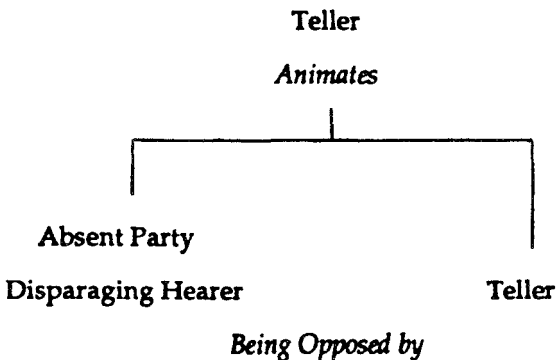 Teller
Animates
Absent Party
Disparaging Hearer Teller
Being Opposed by